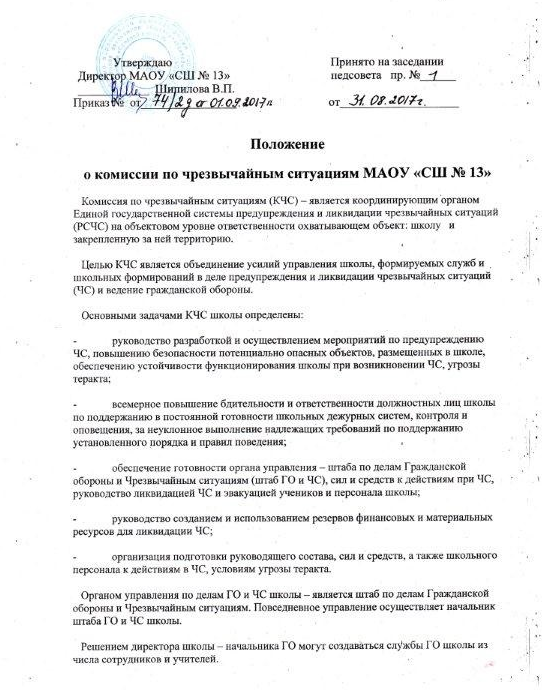 Утверждаю
Директор МАОУ «СШ № 13»
Шипилова В.П.
Приказ № от 74/2д от 01.09.2017г
Принято на заседании
педсовета пр. № 1
от 31.08.2017г.
Положение
о комиссии по чрезвычайным ситуациям МАОУ «СШ № 13»
Комиссия по чрезвычайным ситуациям (КЧС) – является координирующим органом
Единой государственной системы предупреждения и ликвидации чрезвычайных ситуаций
(РСЧС) на объектовом уровне ответственности охватывающем объект: школу и
закрепленную за ней территорию.
Целью КЧС является объединение усилий управления школы, формируемых служб и
школьных формирований в деле предупреждения и ликвидации чрезвычайных ситуаций
(ЧС) и ведение гражданской обороны.
Основными задачами КЧС школы определены:
- руководство разработкой и осуществлением мероприятий по предупреждению
ЧС, повышению безопасности потенциально опасных объектов, размещенных в школе,
обеспечению устойчивости функционирования школы при возникновении ЧС, угрозы
теракта;
- всемерное повышение бдительности и ответственности должностных лиц школы
по поддержанию в постоянной готовности школьных дежурных систем, контроля и
оповещения, за неуклонное выполнение надлежащих требований по поддержанию
установленного порядка и правил поведения;
- обеспечение готовности органа управления – штаба по делам Гражданской
обороны и Чрезвычайным ситуациям (штаб ГО и ЧС), сил и средств к действиям при ЧС,
руководство ликвидацией ЧС и эвакуацией учеников и персонала школы;
- руководство созданием и использованием резервов финансовых и материальных
ресурсов для ликвидации ЧС;
- организация подготовки руководящего состава, сил и средств, а также школьного
персонала к действиям в ЧС, условиям угрозы теракта.
Органом управления по делам ГО и ЧС школы – является штаб по делам Гражданской
обороны и Чрезвычайным ситуациям. Повседневное управление осуществляет начальник
штаба ГО и ЧС школы.
Решением директора школы – начальника ГО могут создаваться службы ГО школы из
числа сотрудников и учителей.